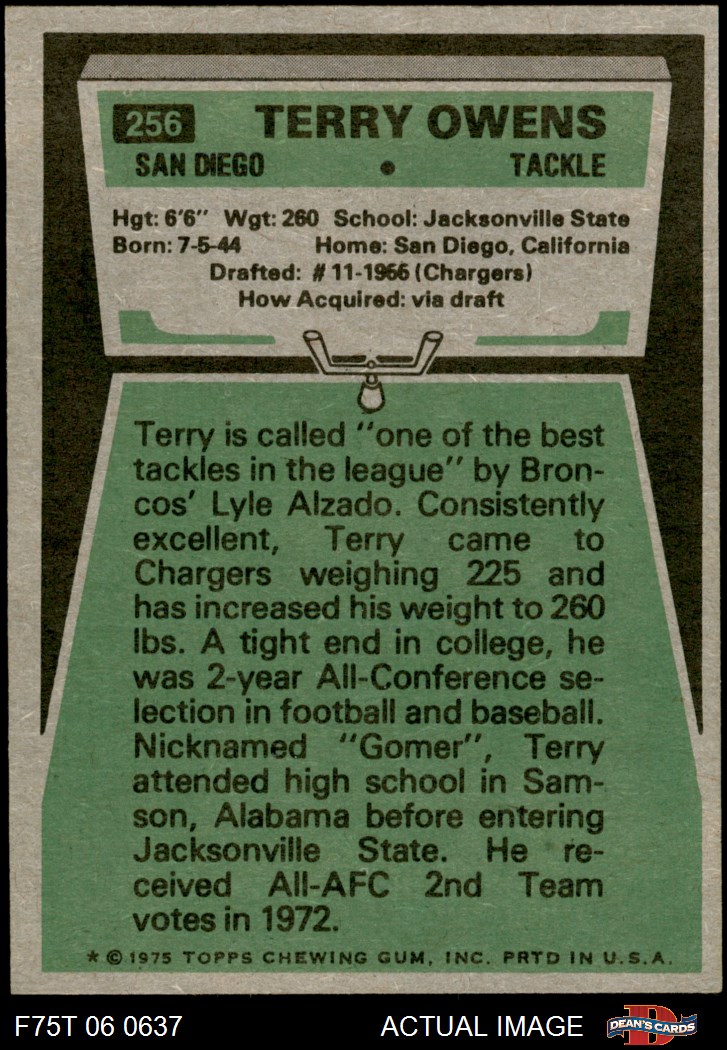 256 TERRY OWENS
SAN DIEGO • TACKLE
Hgt: 6'6" Wgt: 260 School: Jacksonville State
Born: 7-5-44 Home: San Diego, California
Drafted: #11-1966 (Chargers)
How Acquired: via draft
Terry is called "one of the best
tackles in the league" by Bron-
cos' Lyle Alzado. Consistently
excellent, Terry came to
Chargers weighing 225 and
has increased his weight to 260
lbs. A tight end in college, he
was 2-year All-Conference se-
lection in football and baseball.
Nicknamed "Gomer", Terry
attended high school in Sam-
son, Alabama before entering
Jacksonville State. He re-
ceived All-AFC 2nd Team
votes in 1972.
* © 1975 TOPPS CHEWING GUM, INC. PRTD IN U.S.A.
F75T 06 0637 ACTUAL IMAGE D DEAN'S CARDS